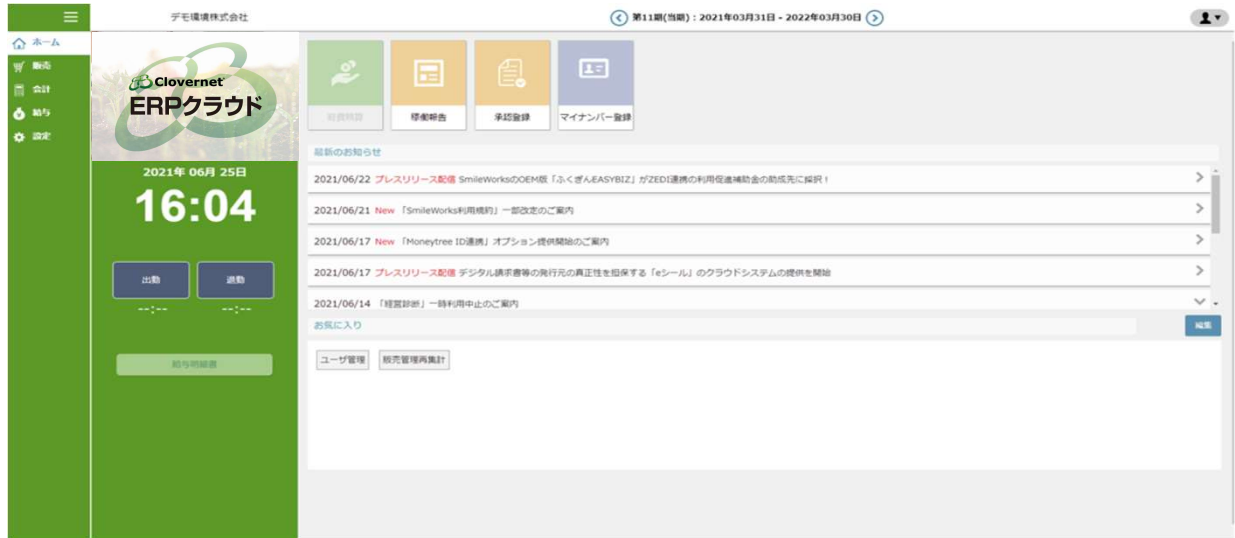 デモ環境株式会社
第11期(当期)：2021年03月31日 - 2022年03月30日
ホーム
販売
会計
給与
設定
Clovernet
ERPクラウド
2021年 06月 25日
16:04
出勤 退勤
--:-- --:--
給与明細書
経費精算 稼働報告 承認登録 マイナンバー登録
最新のお知らせ
2021/06/22 プレスリリース配信 SmileWorksのOEM版「ふくぎんEASYBIZ」がZEDI連携の利用促進補助金の助成先に採択！
2021/06/21 New 「SmileWorks利用規約」一部改定のご案内
2021/06/17 New 「Moneytree ID連携」オプション提供開始のご案内
2021/06/17 プレスリリース配信 デジタル請求書等の発行元の真正性を担保する「eシール」のクラウドシステムの提供を開始
2021/06/14 「経営診断」一時利用中止のご案内
お気に入り 編集
ユーザ管理 販売管理再集計